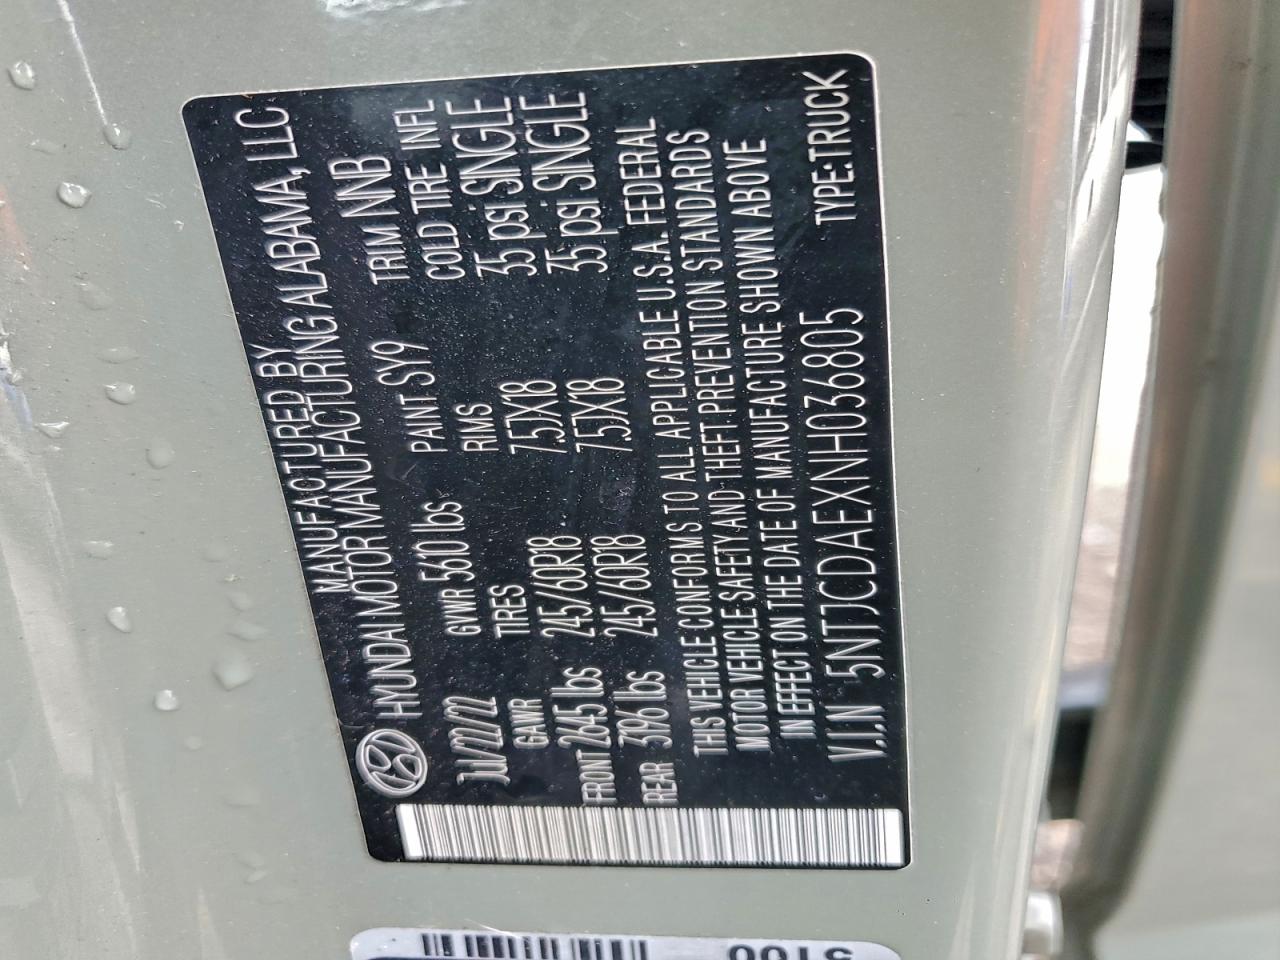 MANUFACTURED BY
HYUNDAI MOTOR MANUFACTURING ALABAMA, LLC
GVWR 5610 lbs PAINT SY9 TRIM NNB
GAWR TIRES RIMS COLD TIRE INFL
FRONT 2645 lbs 245/60R18 7.5JX18 35 psi SINGLE
REAR 3196 lbs 245/60R18 7.5JX18 35 psi SINGLE
THIS VEHICLE CONFORMS TO ALL APPLICABLE U.S.A. FEDERAL
MOTOR VEHICLE SAFETY AND THEFT PREVENTION STANDARDS
IN EFFECT ON THE DATE OF MANUFACTURE SHOWN ABOVE
V.I.N 5NTJCDAEXNH036805 TYPE:TRUCK